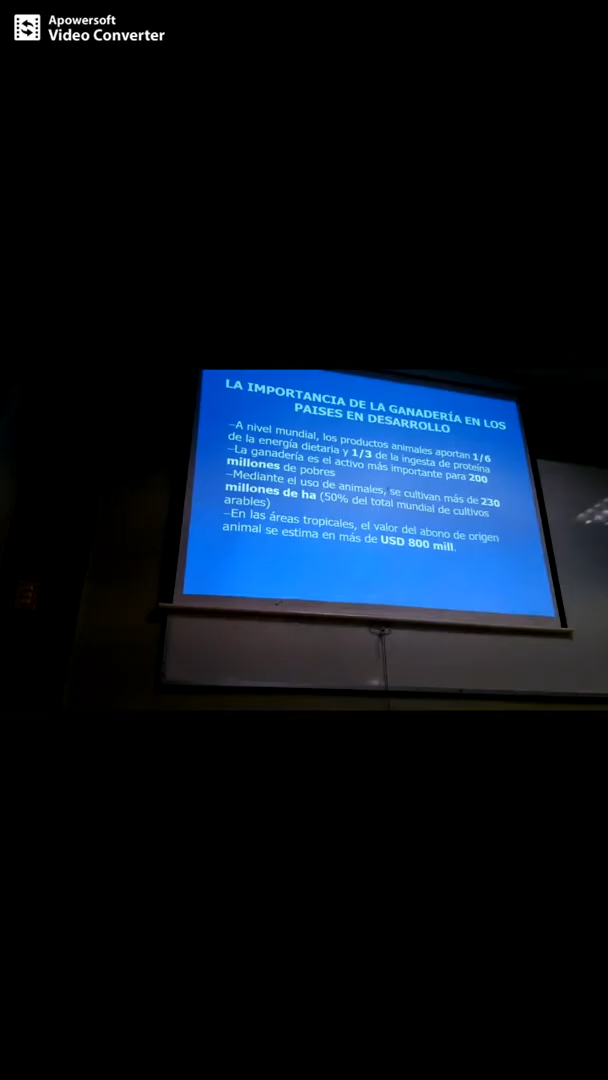 Apowersoft
Video Converter
LA IMPORTANCIA DE LA GANADERÍA EN LOS
PAISES EN DESARROLLO
–A nivel mundial, los productos animales aportan 1/6
de la energía dietaria y 1/3 de la ingesta de proteína
–La ganadería es el activo más importante para 200
millones de pobres
–Mediante el uso de animales, se cultivan más de 230
millones de ha (50% del total mundial de cultivos
arables)
–En las áreas tropicales, el valor del abono de origen
animal se estima en más de USD 800 mill.